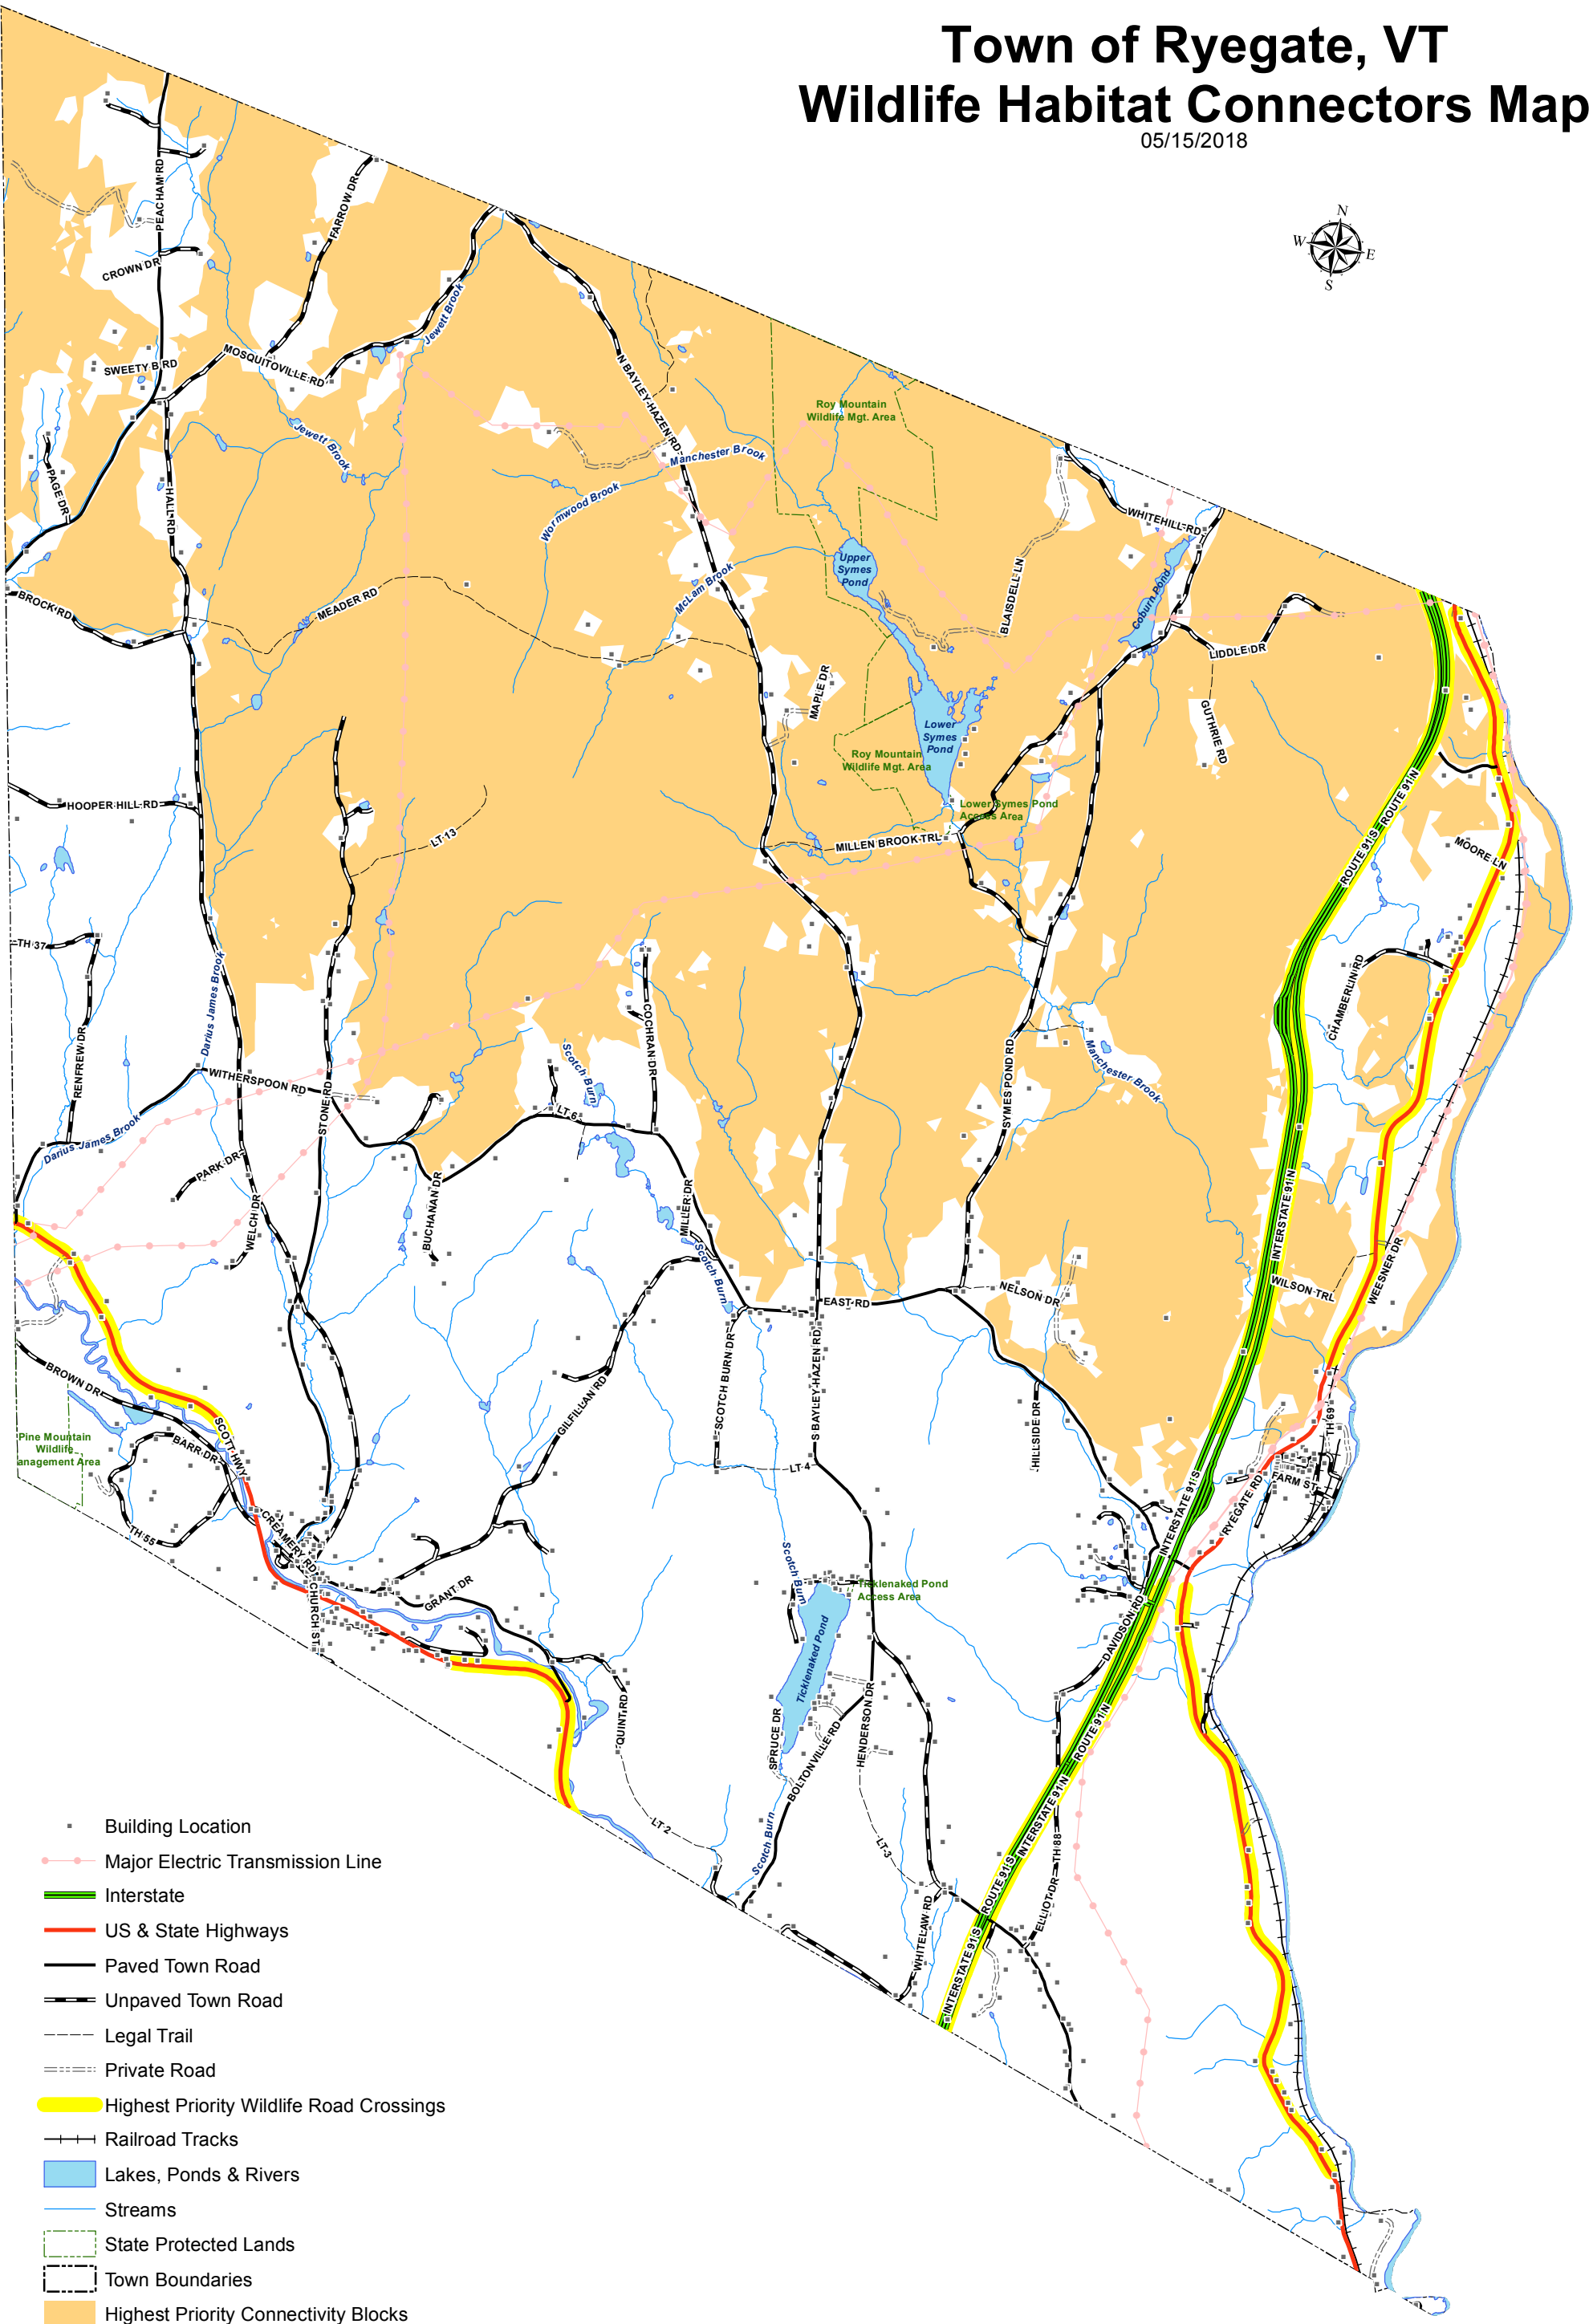 Town of Ryegate, VT
Wildlife Habitat Connectors Map
05/15/2018
N
W
E
S
PEACHAM RD
FARROW DR
CROWN DR
Jewett Brook
SWEETY B RD
MOSQUITOVILLE RD
N BAYLEY-HAZEN RD
Roy Mountain
Wildlife Mgt. Area
Jewett Brook
Manchester Brook
PAGE DR
HALL RD
Wormwood Brook
WHITEHILL RD
Upper
Symes
Pond
BLAISDELL LN
Coburn Pond
BROCK RD
MEADER RD
McLam Brook
LIDDLE DR
MAPLE DR
GUTHRIE RD
Lower
Symes
Pond
Roy Mountain
Wildlife Mgt. Area
ROUTE 91 N
ROUTE 91 S
HOOPER HILL RD
Lower Symes Pond
Access Area
LT 13
MILLEN BROOK TRL
MOORE LN
TH 37
CHAMBERLIN RD
Darius James Brook
COCHRAN DR
RENFREW DR
WITHERSPOON RD
STONE RD
Scotch Burn
SYMES POND RD
Manchester Brook
LT 6
Darius James Brook
PARK DR
WELCH DR
BUCHANAN DR
MILLER DR
INTERSTATE 91 N
Scotch Burn
NELSON DR
WILSON TRL
WEESNER DR
EAST RD
BROWN DR
SCOTCH BURN DR
S BAYLEY-HAZEN RD
GILFILLAN RD
HILLSIDE DR
Pine Mountain
Wildlife
anagement Area
SCOTT HWY
BARR DR
LT 4
TH 69
FARM ST
RYEGATE RD
INTERSTATE 91 S
TH 55
CREAMERY RD
CHURCH ST
GRANT DR
Scotch Burn
Ticklenaked Pond
Access Area
Ticklenaked Pond
DAVIDSON RD
QUINT RD
SPRUCE DR
BOLTONVILLE RD
HENDERSON DR
ROUTE 91 N
INTERSTATE 91 N
LT 2
Scotch Burn
LT-3
TH 88
ROUTE 91 S
ELLIOT DR
WHITELAW RD
INTERSTATE 91 S
Building Location
Major Electric Transmission Line
Interstate
US & State Highways
Paved Town Road
Unpaved Town Road
Legal Trail
Private Road
Highest Priority Wildlife Road Crossings
Railroad Tracks
Lakes, Ponds & Rivers
Streams
State Protected Lands
Town Boundaries
Highest Priority Connectivity Blocks